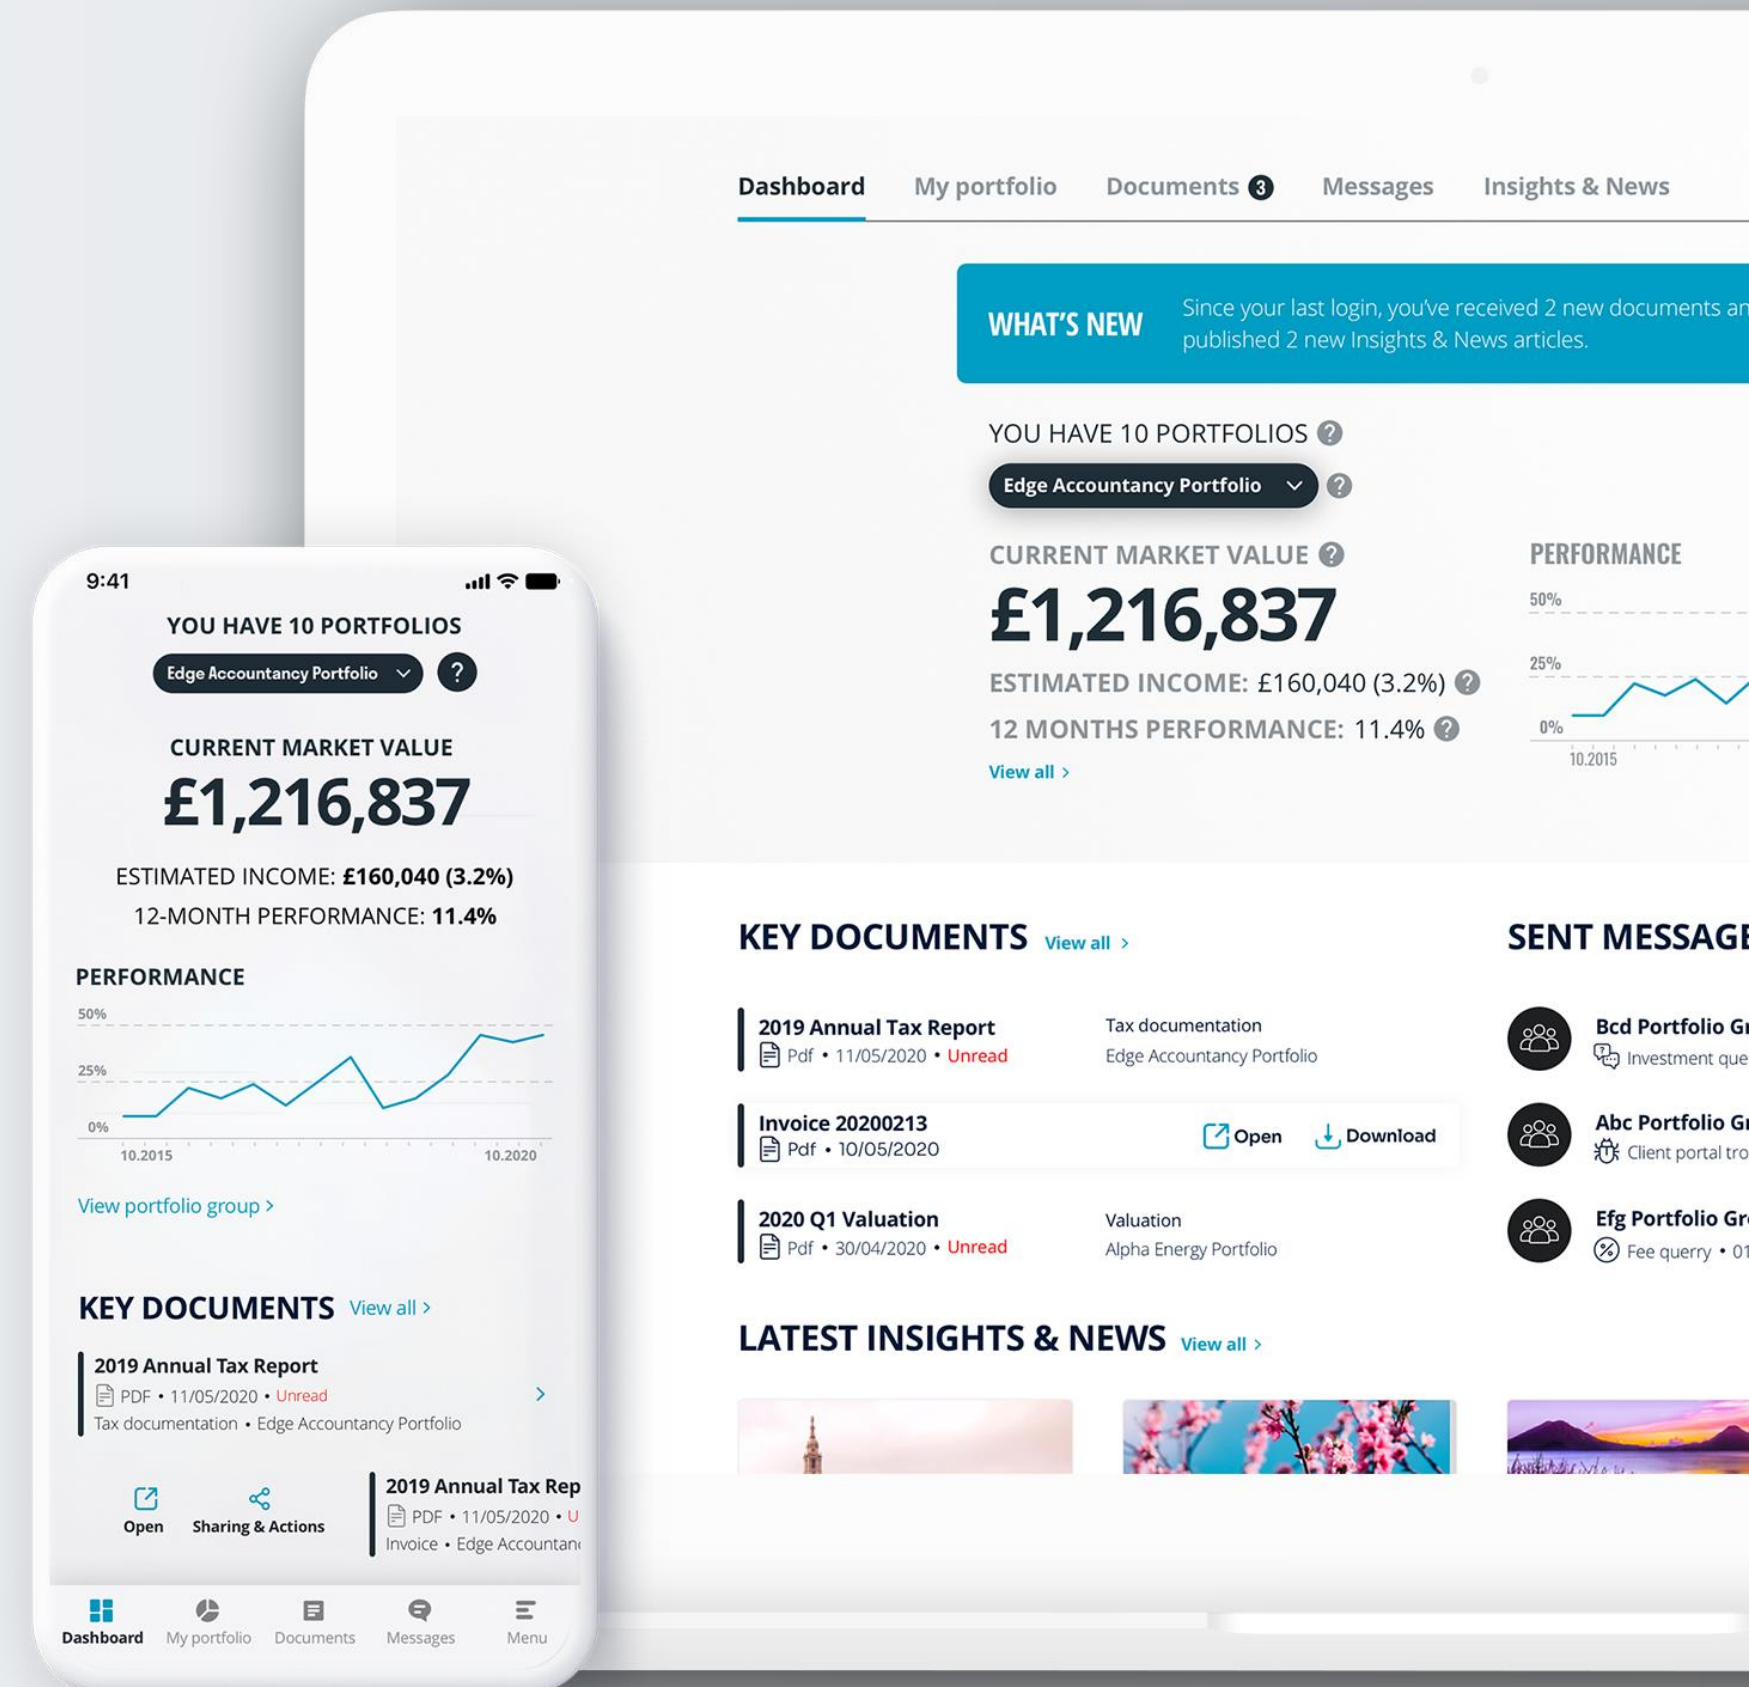 Dashboard
My portfolio
Documents 3
Messages
Insights & News
WHAT'S NEW
Since your last login, you've received 2 new documents an
published 2 new Insights & News articles.
YOU HAVE 10 PORTFOLIOS ?
Edge Accountancy Portfolio ?
CURRENT MARKET VALUE ?
£1,216,837
ESTIMATED INCOME: £160,040 (3.2%) ?
12 MONTHS PERFORMANCE: 11.4% ?
View all >
PERFORMANCE
50%
25%
0%
10.2015
KEY DOCUMENTS View all >
2019 Annual Tax Report
Pdf • 11/05/2020 • Unread
Tax documentation
Edge Accountancy Portfolio
Invoice 20200213
Pdf • 10/05/2020
Open
Download
2020 Q1 Valuation
Pdf • 30/04/2020 • Unread
Valuation
Alpha Energy Portfolio
SENT MESSAGE
Bcd Portfolio Gr
Investment que
Abc Portfolio Gr
Client portal tro
Efg Portfolio Gr
Fee querry • 01
LATEST INSIGHTS & NEWS View all >
9:41
YOU HAVE 10 PORTFOLIOS
Edge Accountancy Portfolio ?
CURRENT MARKET VALUE
£1,216,837
ESTIMATED INCOME: £160,040 (3.2%)
12-MONTH PERFORMANCE: 11.4%
PERFORMANCE
50%
25%
0%
10.2015
10.2020
View portfolio group >
KEY DOCUMENTS View all >
2019 Annual Tax Report
PDF • 11/05/2020 • Unread
Tax documentation • Edge Accountancy Portfolio
Open
Sharing & Actions
2019 Annual Tax Rep
PDF • 11/05/2020 • U
Invoice • Edge Accountan
Dashboard
My portfolio
Documents
Messages
Menu